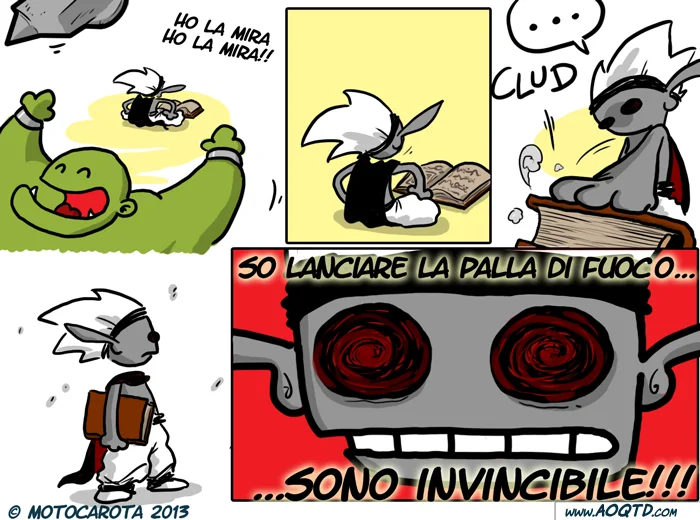 HO LA MIRA
HO LA MIRA!!
...
CLUD
SO LANCIARE LA PALLA DI FUOCO...
...SONO INVINCIBILE!!!
© MOTOCAROTA 2013
WWW.AOQTD.COM